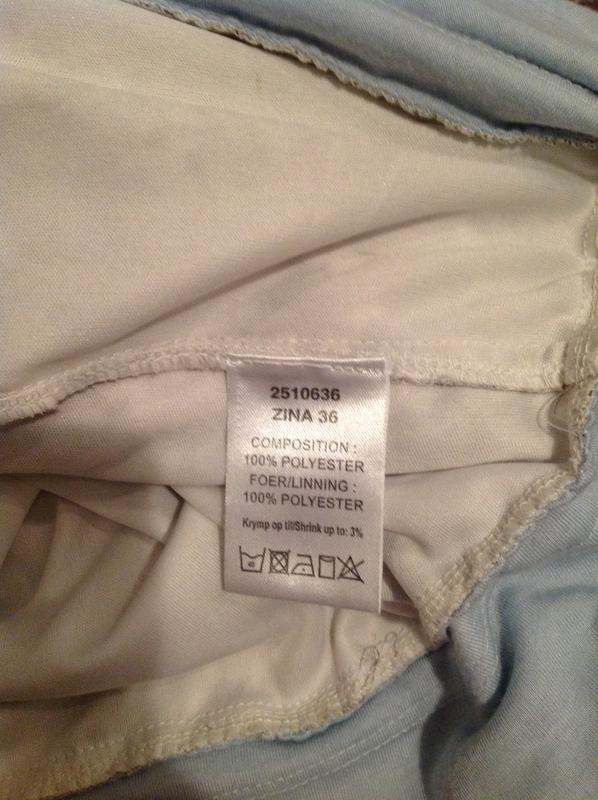 2510636
ZINA 36
COMPOSITION :
100% POLYESTER
FOER/LINNING :
100% POLYESTER
Krymp op til/Shrink up to: 3%